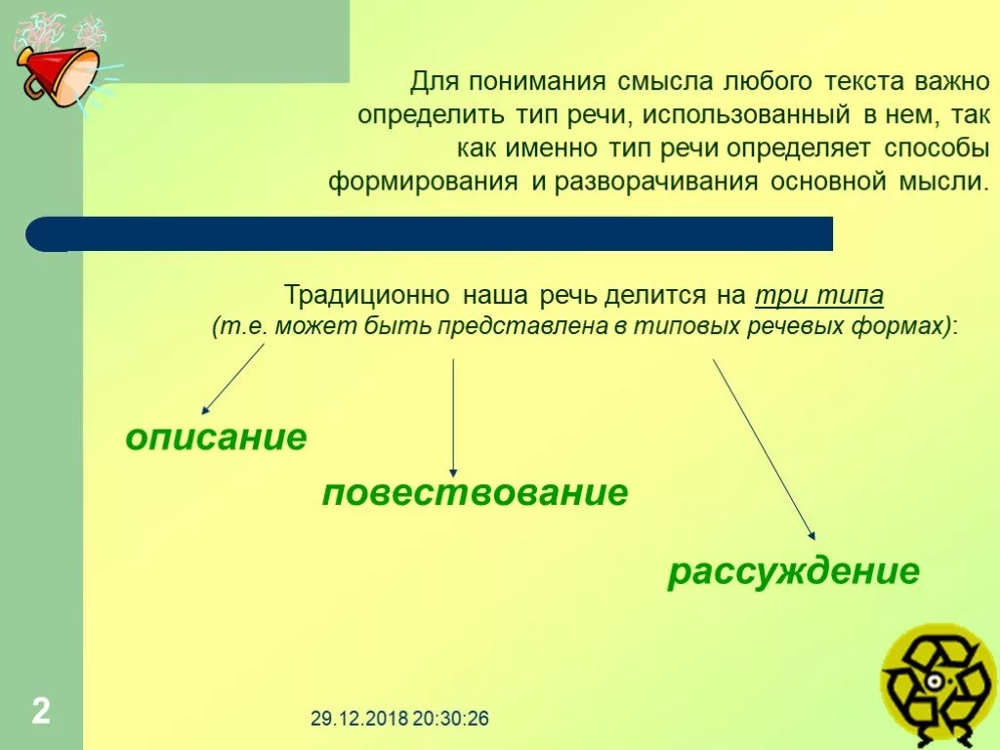 Для понимания смысла любого текста важно
определить тип речи, использованный в нем, так
как именно тип речи определяет способы
формирования и разворачивания основной мысли.
Традиционно наша речь делится на три типа
(т.е. может быть представлена в типовых речевых формах):
описание
повествование
рассуждение
2
29.12.2018 20:30:26